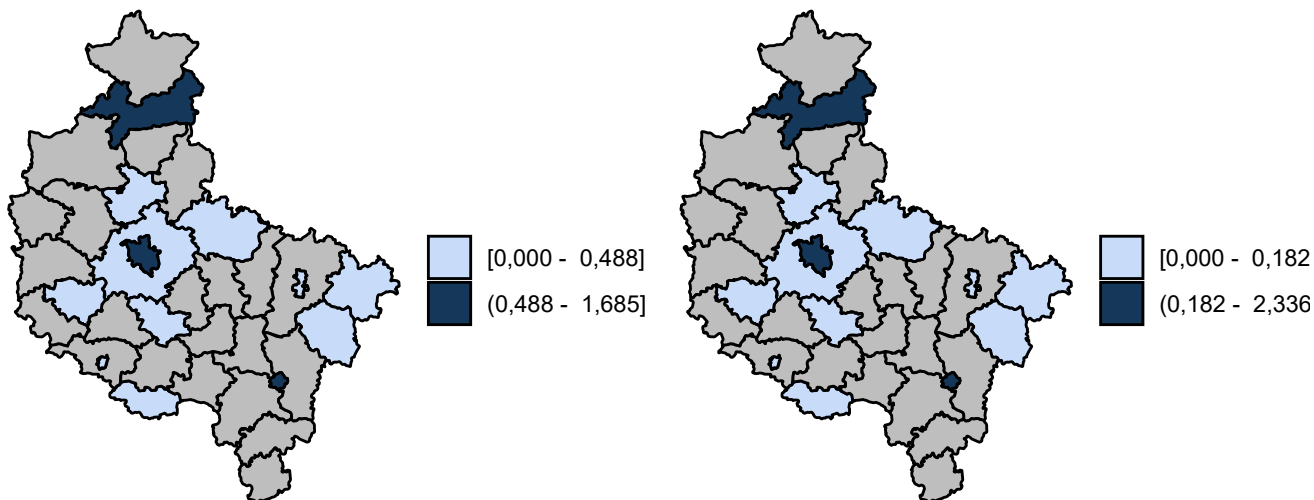 [0,000 - 0,488]
(0,488 - 1,685]
[0,000 - 0,182
(0,182 - 2,336